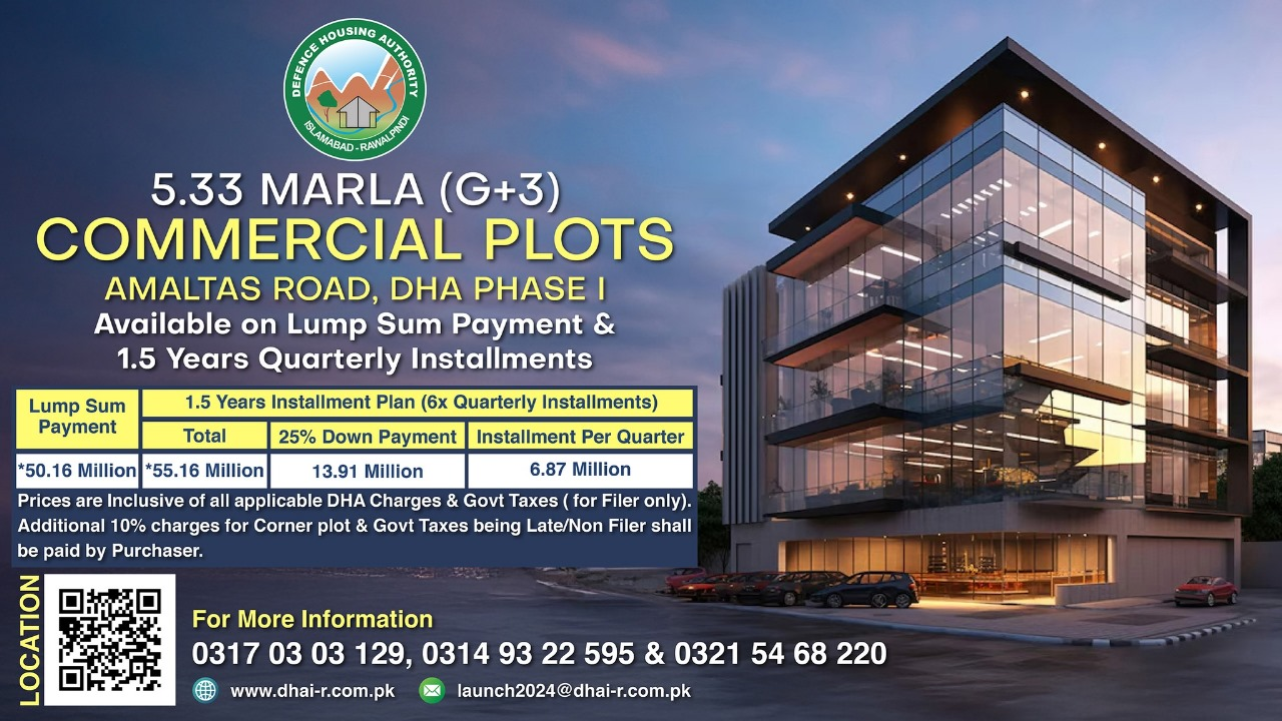 DEFENCE HOUSING AUTHORITY
ISLAMABAD - RAWALPINDI
5.33 MARLA (G+3)
COMMERCIAL PLOTS
AMALTAS ROAD, DHA PHASE I
Available on Lump Sum Payment &
1.5 Years Quarterly Installments
Lump Sum Payment
1.5 Years Installment Plan (6x Quarterly Installments)
Total 25% Down Payment Installment Per Quarter
*50.16 Million *55.16 Million 13.91 Million 6.87 Million
Prices are Inclusive of all applicable DHA Charges & Govt Taxes ( for Filer only).
Additional 10% charges for Corner plot & Govt Taxes being Late/Non Filer shall
be paid by Purchaser.
LOCATION
For More Information
0317 03 03 129, 0314 93 22 595 & 0321 54 68 220
www.dhai-r.com.pk launch2024@dhai-r.com.pk